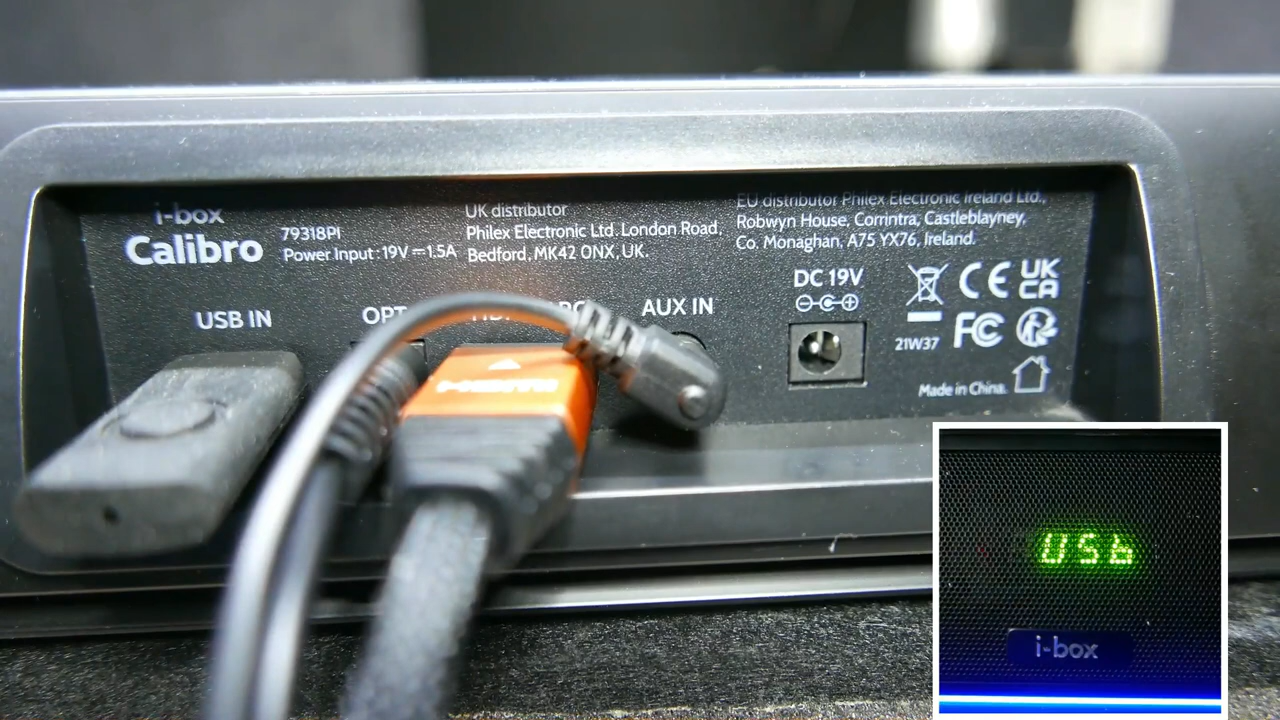 i-box
Calibro
79318PI
Power Input : 19V ⎓ 1.5A
UK distributor
Philex Electronic Ltd. London Road,
Bedford, MK42 0NX, UK.
EU distributor Philex Electronic Ireland Ltd.,
Robwyn House, Corrintra, Castleblayney,
Co. Monaghan, A75 YX76, Ireland.
USB IN
OPT
AUX IN
DC 19V
CE
UK
CA
21W37
FC
Made in China.
USb
i-box